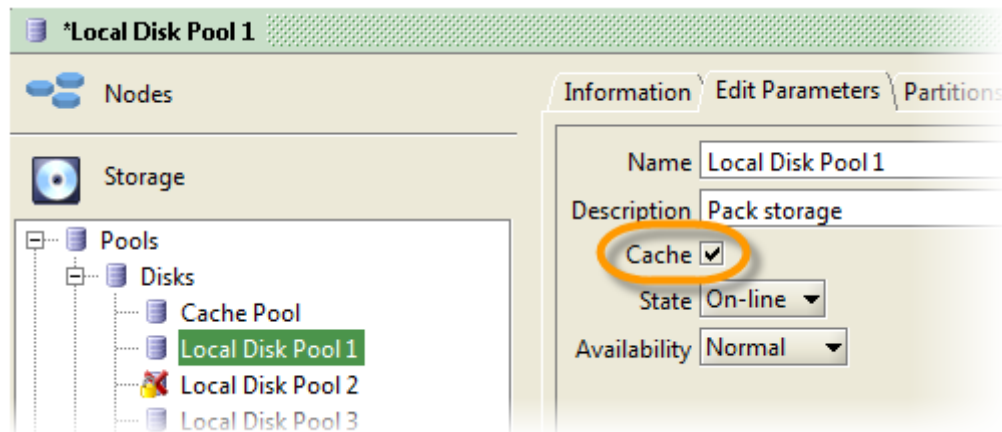 *Local Disk Pool 1
Nodes
Storage
Pools
Disks
Cache Pool
Local Disk Pool 1
Local Disk Pool 2
Local Disk Pool 3
Information
Edit Parameters
Partitions
Name Local Disk Pool 1
Description Pack storage
Cache
State On-line
Availability Normal